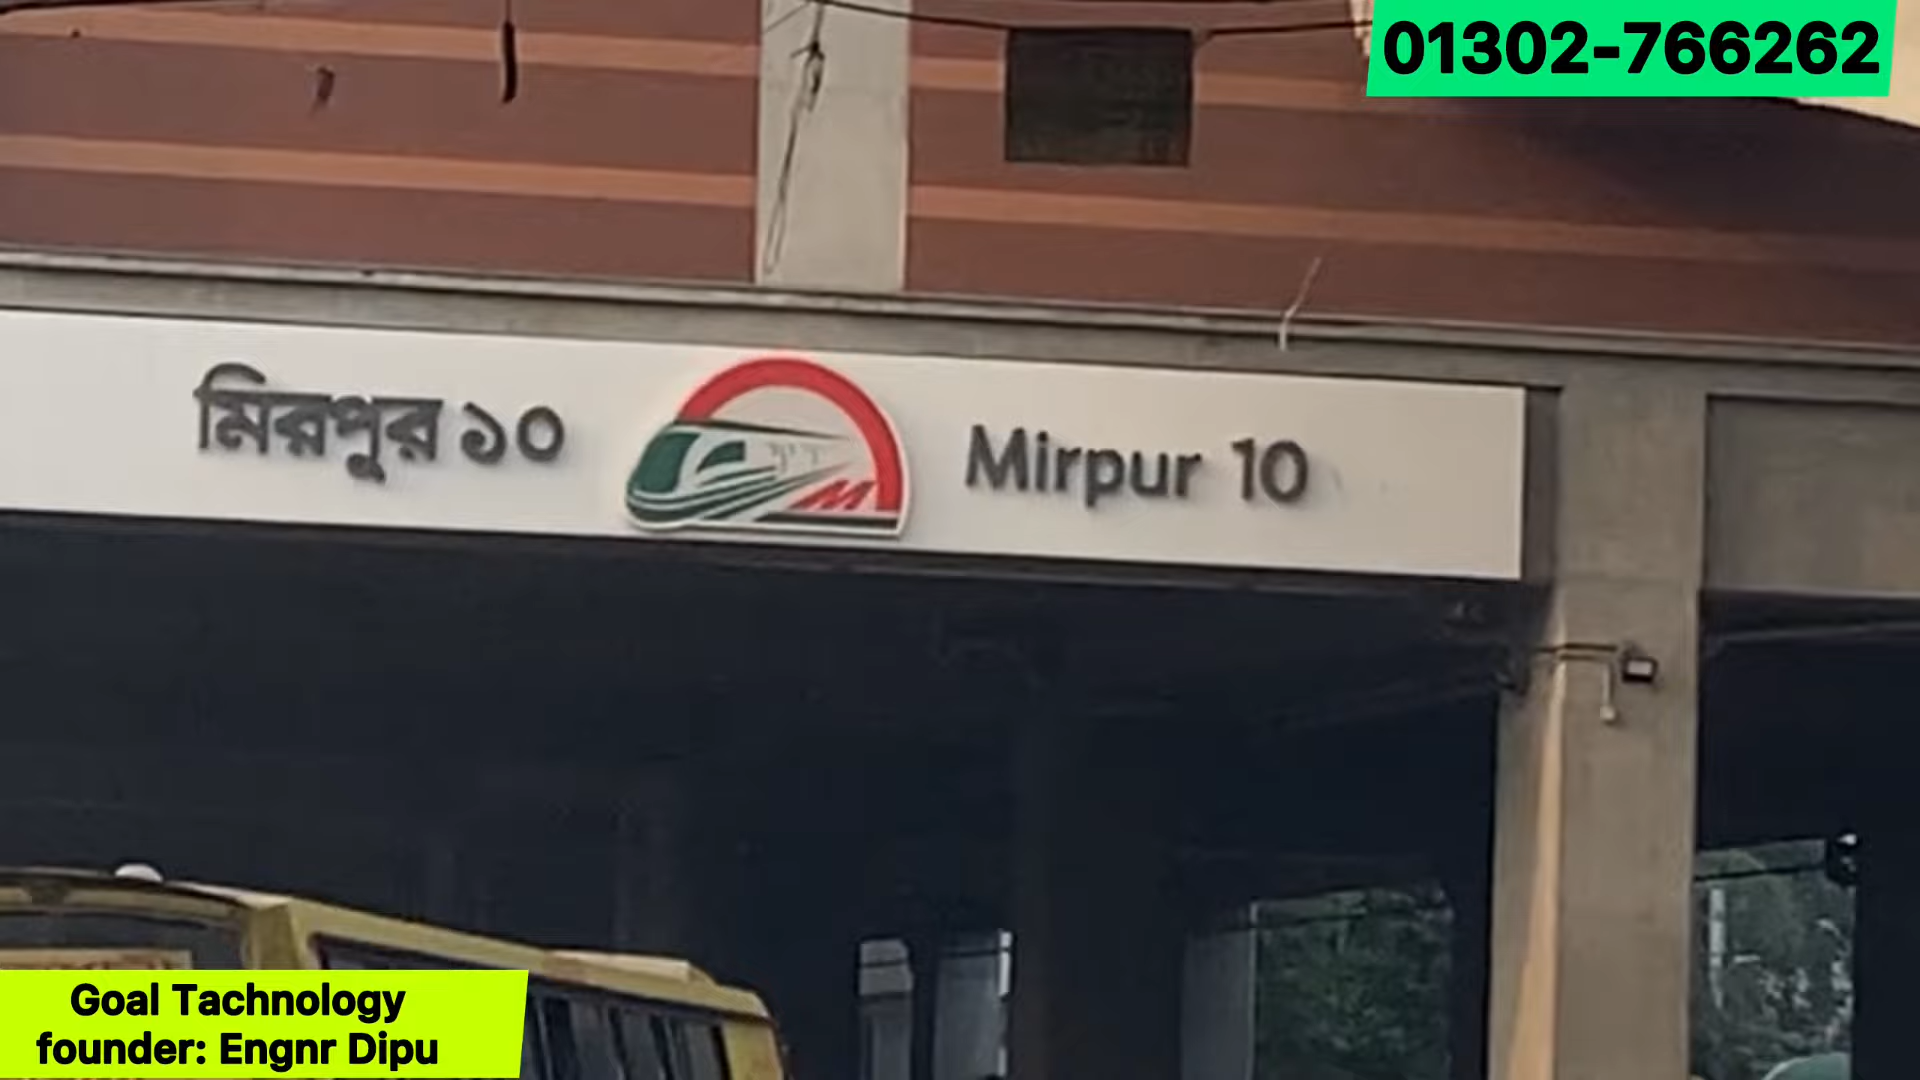 01302-766262
মিরপুর ১০
M
Mirpur 10
Goal Tachnology
founder: Engnr Dipu